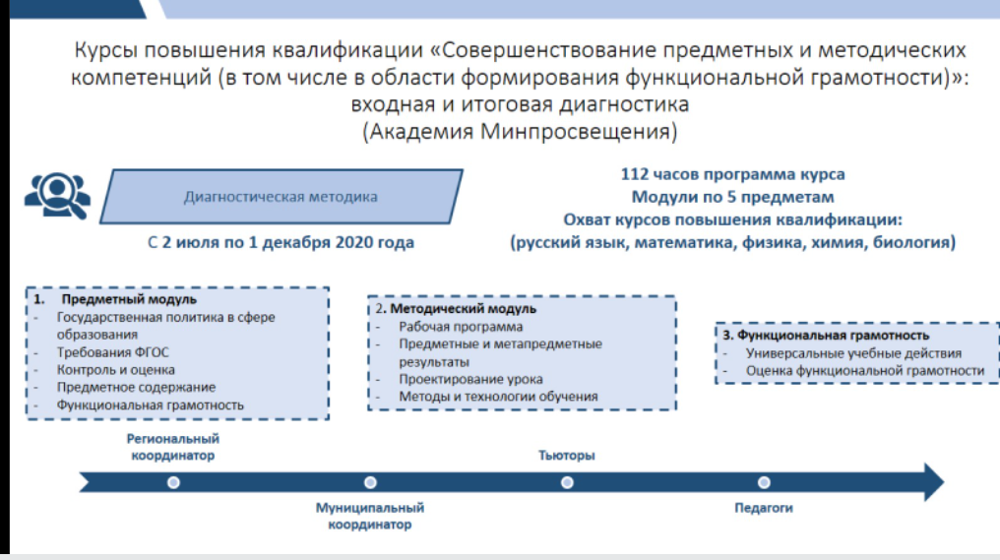 Курсы повышения квалификации «Совершенствование предметных и методических
компетенций (в том числе в области формирования функциональной грамотности)»:
входная и итоговая диагностика
(Академия Минпросвещения)
Диагностическая методика
С 2 июля по 1 декабря 2020 года
112 часов программа курса
Модули по 5 предметам
Охват курсов повышения квалификации:
(русский язык, математика, физика, химия, биология)
1. Предметный модуль
- Государственная политика в сфере
образования
- Требования ФГОС
- Контроль и оценка
- Предметное содержание
- Функциональная грамотность
2. Методический модуль
- Рабочая программа
- Предметные и метапредметные
результаты
- Проектирование урока
- Методы и технологии обучения
3. Функциональная грамотность
- Универсальные учебные действия
- Оценка функциональной грамотности
Региональный
координатор
Муниципальный
координатор
Тьюторы
Педагоги